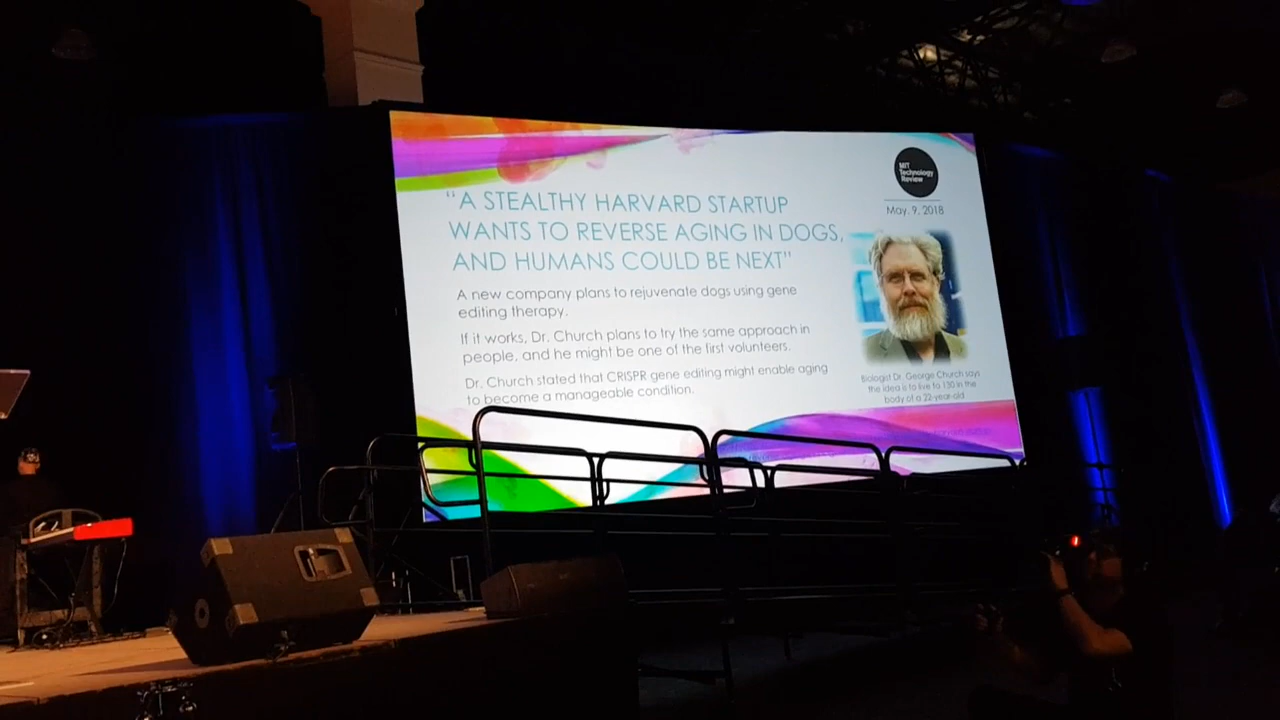 MIT
Technology
Review
May. 9, 2018
"A STEALTHY HARVARD STARTUP
WANTS TO REVERSE AGING IN DOGS,
AND HUMANS COULD BE NEXT"
A new company plans to rejuvenate dogs using gene
editing therapy.
If it works, Dr. Church plans to try the same approach in
people, and he might be one of the first volunteers.
Dr. Church stated that CRISPR gene editing might enable aging
to become a manageable condition.
Biologist Dr. George Church says
the idea is to live to 130 in the
body of a 22-year-old